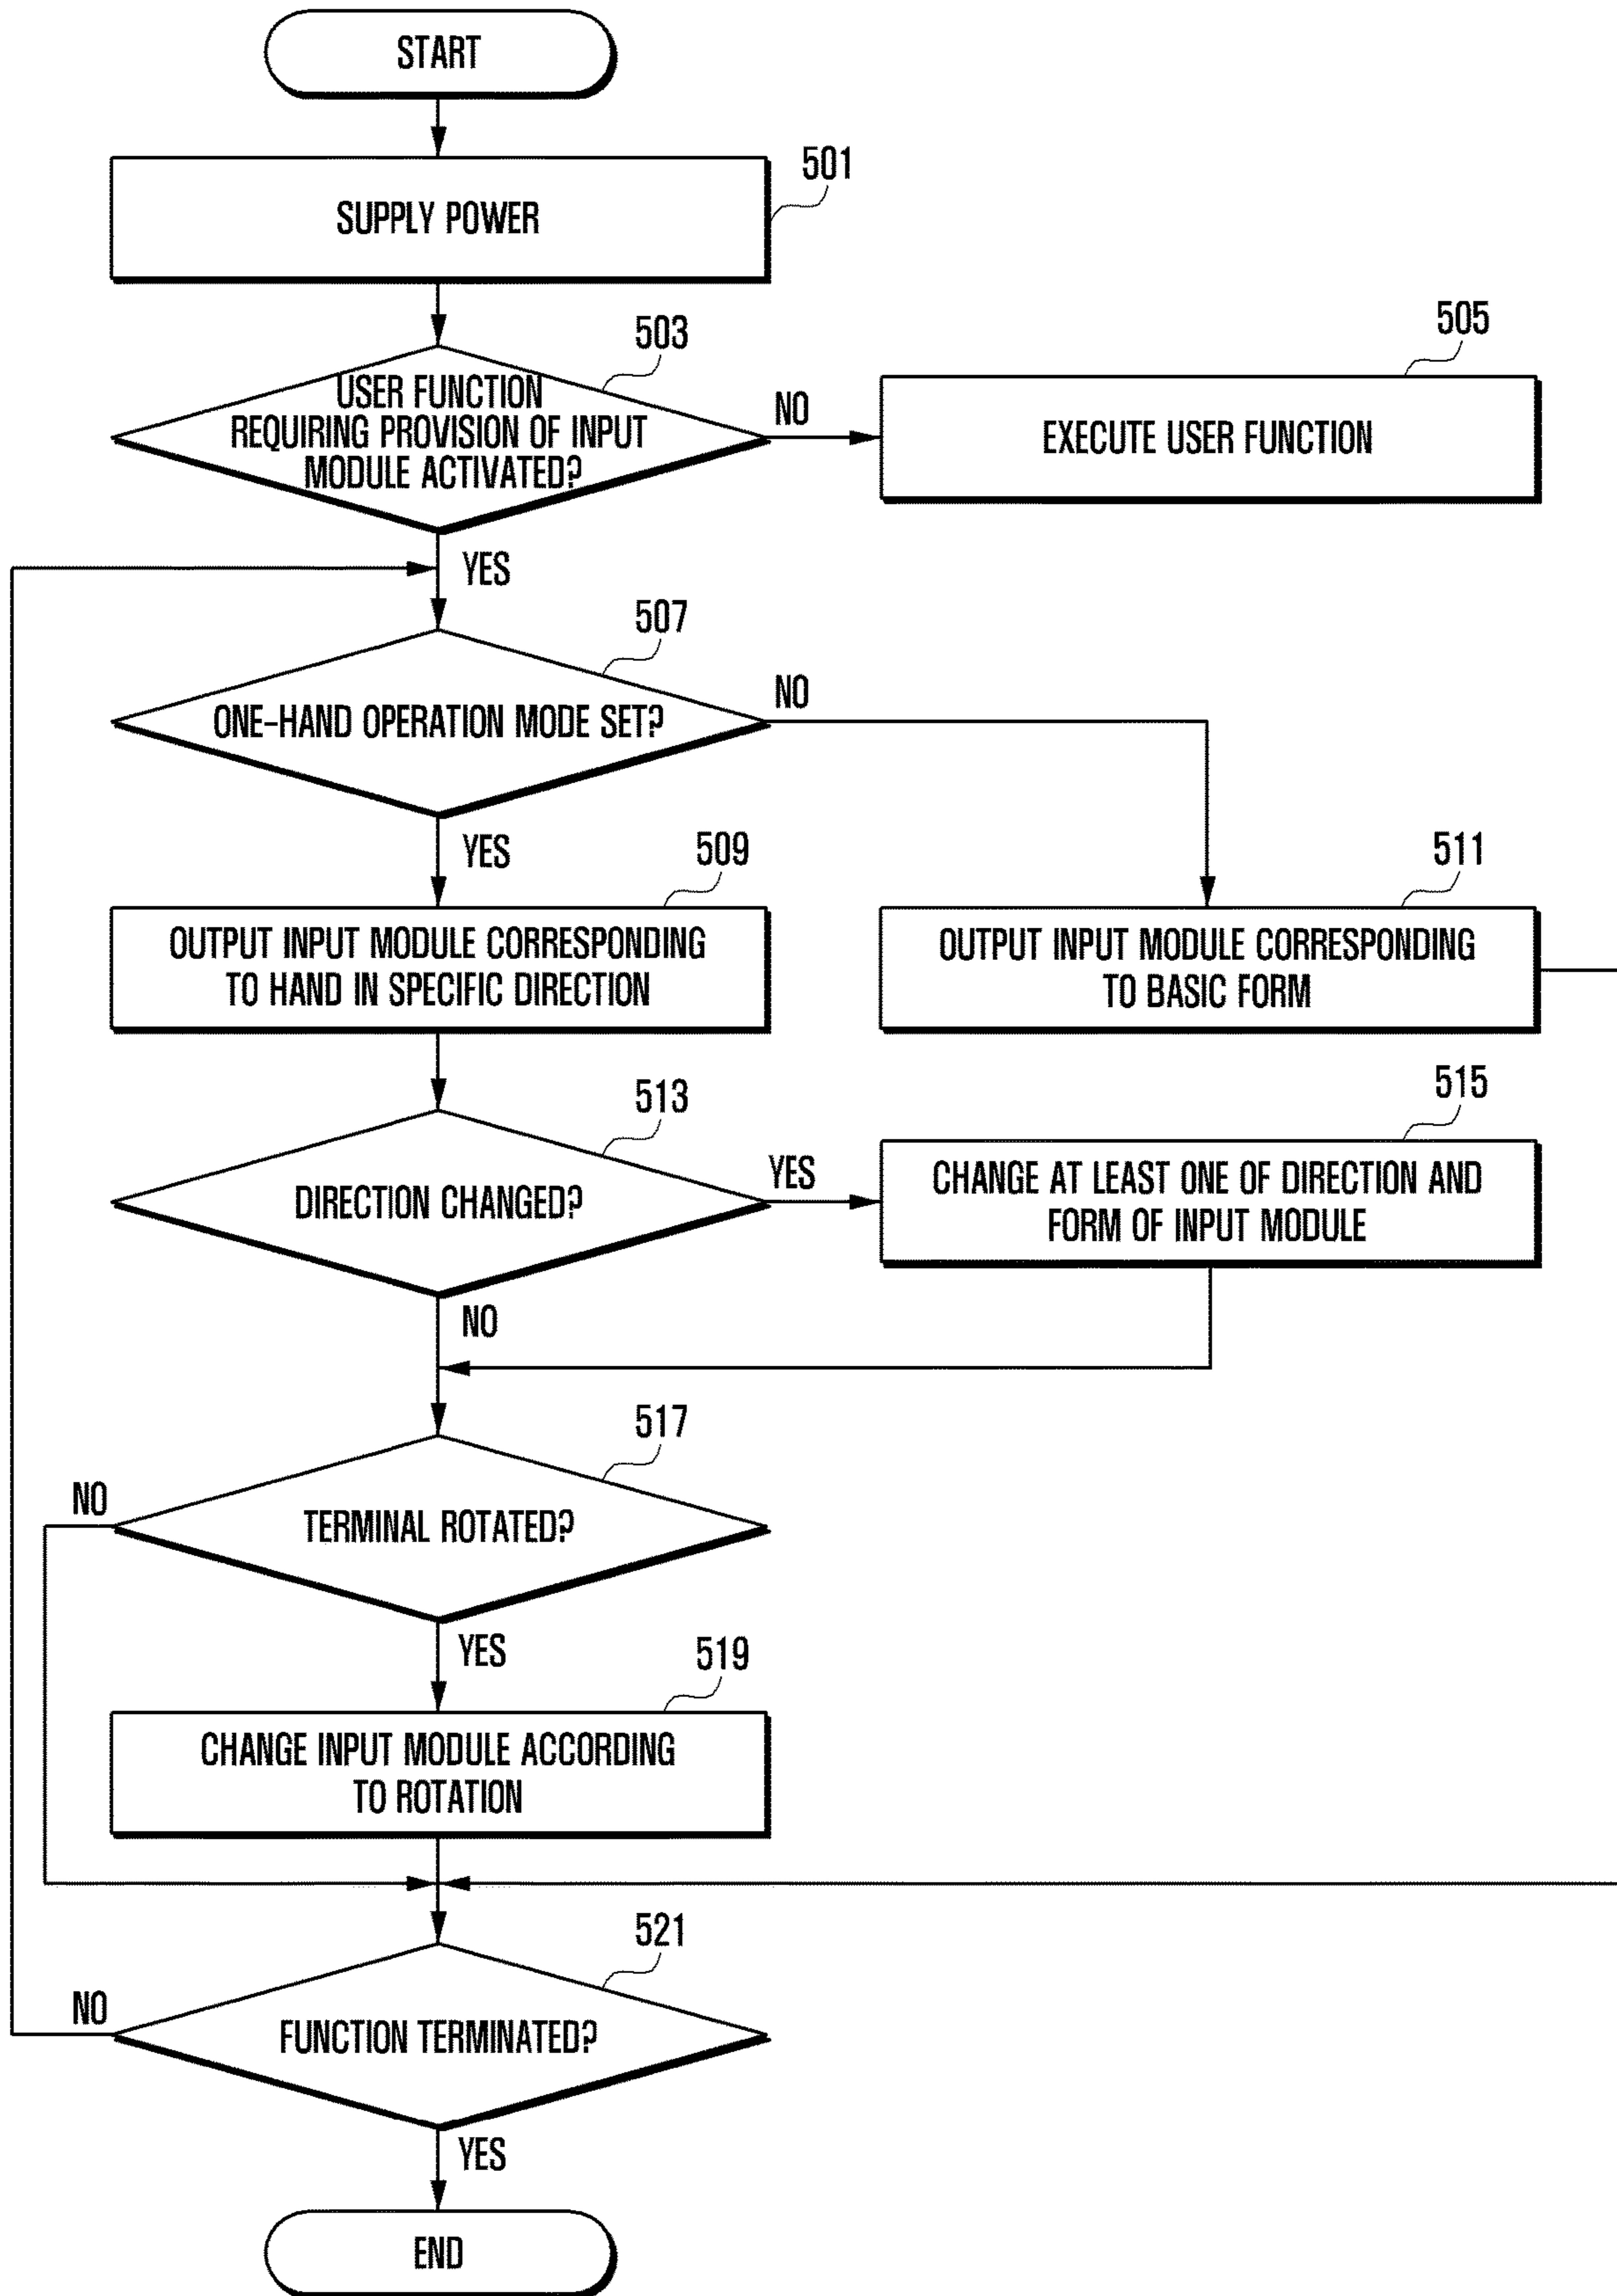 START
501
SUPPLY POWER
503
505
USER FUNCTION
REQUIRING PROVISION OF INPUT
MODULE ACTIVATED?
NO
EXECUTE USER FUNCTION
YES
507
ONE-HAND OPERATION MODE SET?
NO
YES
509
511
OUTPUT INPUT MODULE CORRESPONDING
TO HAND IN SPECIFIC DIRECTION
OUTPUT INPUT MODULE CORRESPONDING
TO BASIC FORM
513
515
DIRECTION CHANGED?
YES
CHANGE AT LEAST ONE OF DIRECTION AND
FORM OF INPUT MODULE
NO
517
NO
TERMINAL ROTATED?
YES
519
CHANGE INPUT MODULE ACCORDING
TO ROTATION
521
NO
FUNCTION TERMINATED?
YES
END